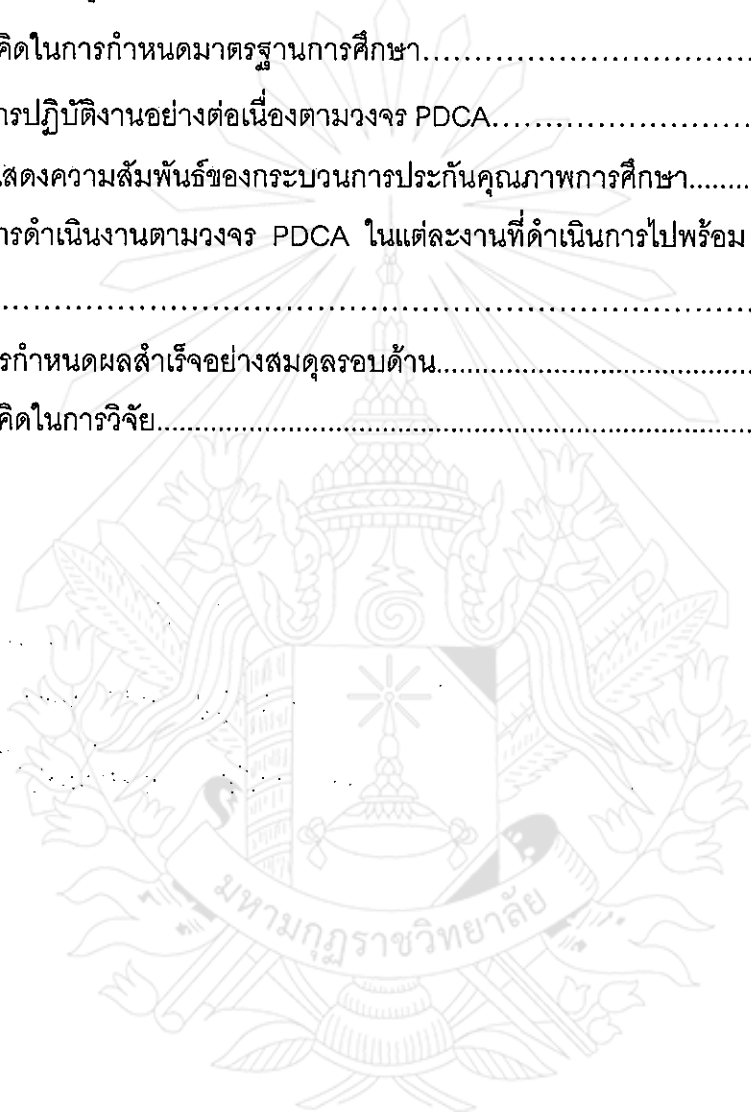 คิดในการกำหนดมาตรฐานการศึกษา................................
ารปฏิบัติงานอย่างต่อเนื่องตามวงจร PDCA.........................
แสดงความสัมพันธ์ของกระบวนการประกันคุณภาพการศึกษา.........
ารดำเนินงานตามวงจร PDCA ในแต่ละงานที่ดำเนินการไปพร้อม
................................................................
รกำหนดผลสำเร็จอย่างสมดุลรอบด้าน......................................
คิดในการวิจัย................................................................
มหามกุฏราชวิทยาลัย